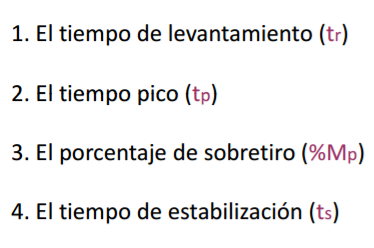 1. El tiempo de levantamiento (tr)
2. El tiempo pico (tp)
3. El porcentaje de sobretiro (%Mp)
4. El tiempo de estabilización (ts)